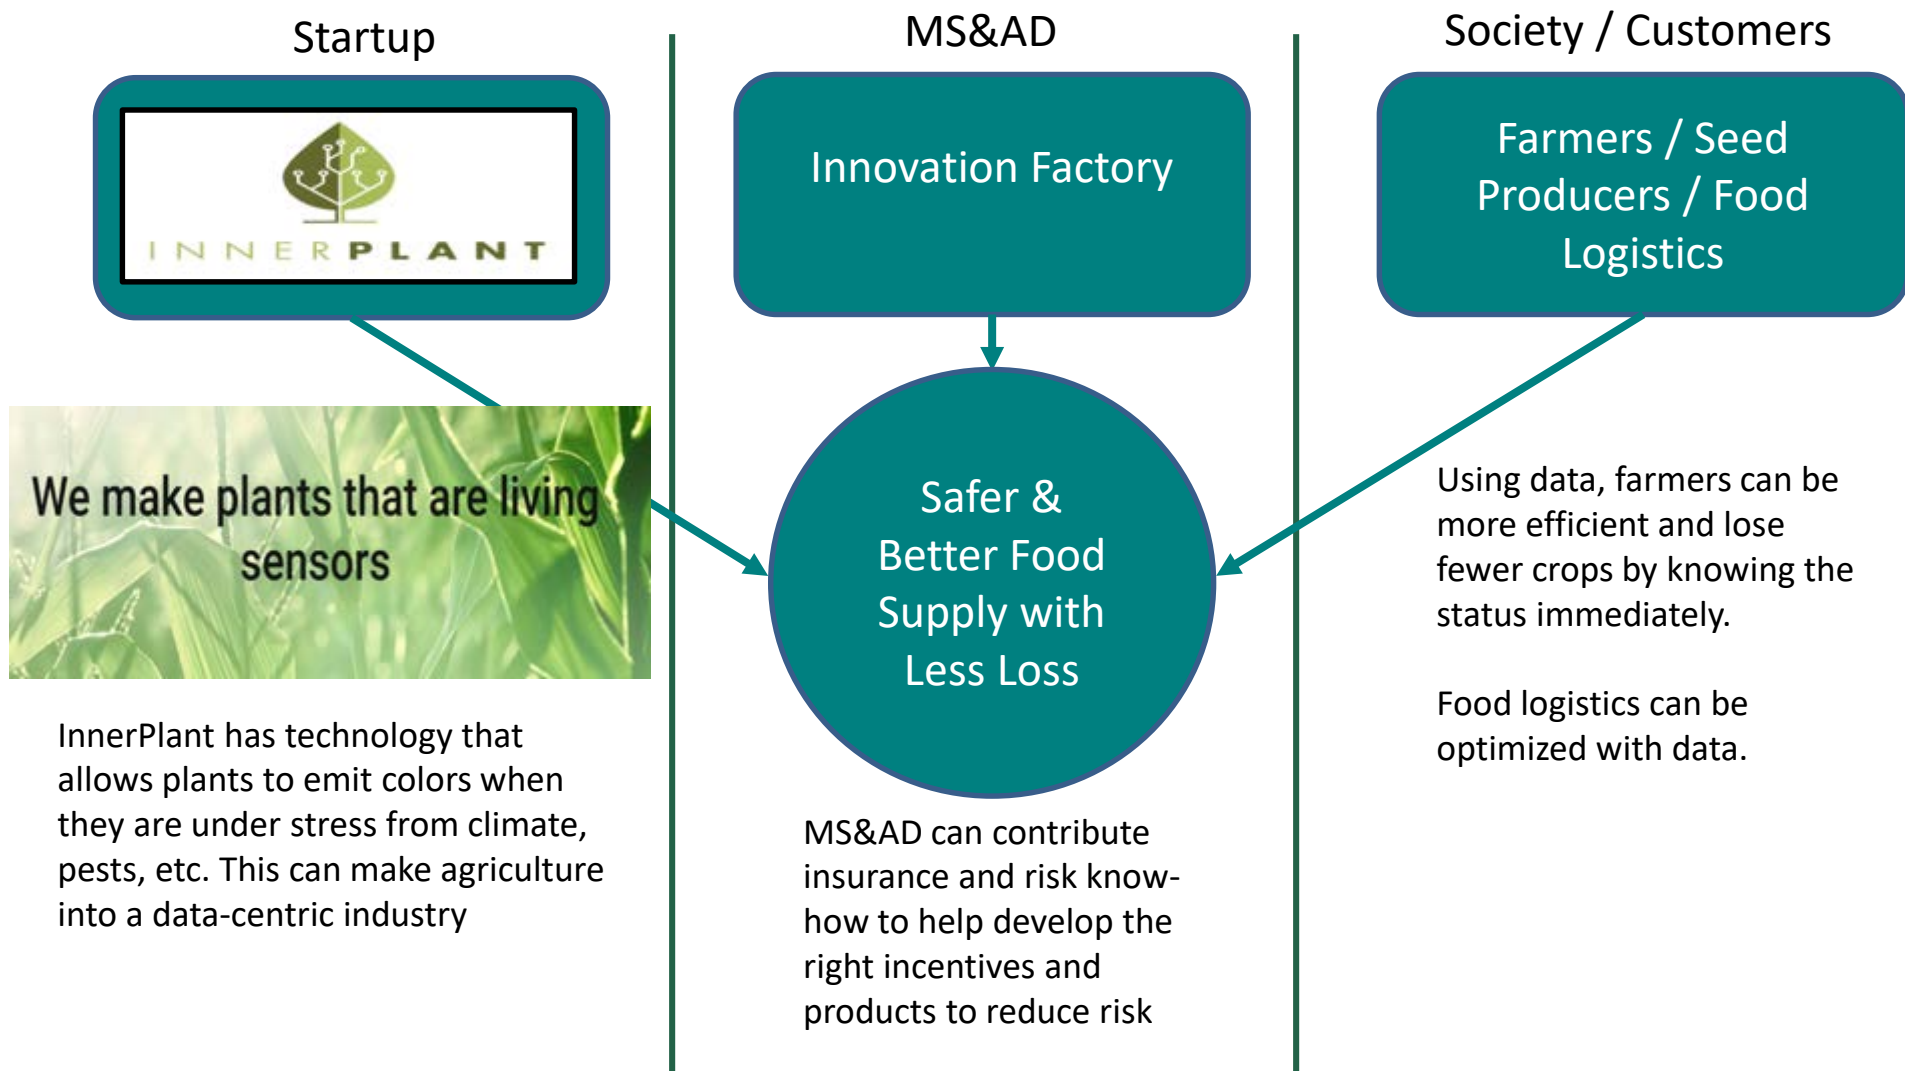 Startup
INNERPLANT
We make plants that are living
sensors
InnerPlant has technology that
allows plants to emit colors when
they are under stress from climate,
pests, etc. This can make agriculture
into a data-centric industry
MS&AD
Innovation Factory
Safer &
Better Food
Supply with
Less Loss
MS&AD can contribute
insurance and risk know-
how to help develop the
right incentives and
products to reduce risk
Society / Customers
Farmers / Seed
Producers / Food
Logistics
Using data, farmers can be
more efficient and lose
fewer crops by knowing the
status immediately.
Food logistics can be
optimized with data.